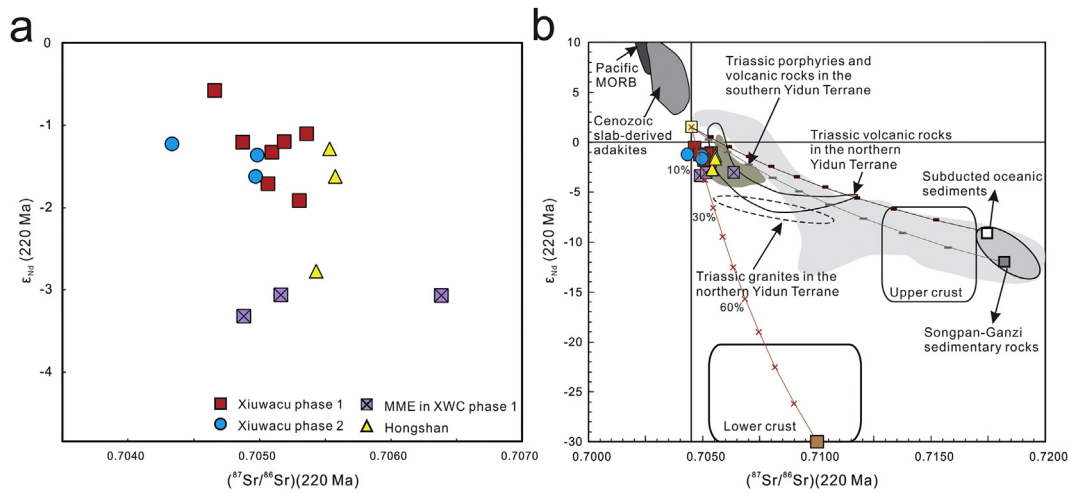 a
0
-1
-2
-3
-4
εNd (220 Ma)
Xiuwacu phase 1
Xiuwacu phase 2
MME in XWC phase 1
Hongshan
0.7040
0.7050
0.7060
0.7070
(87Sr/86Sr)(220 Ma)
b
10
5
0
-5
-10
-15
-20
-25
-30
εNd (220 Ma)
Pacific
MORB
Cenozoic
slab-derived
adakites
Triassic porphyries and
volcanic rocks in the
southern Yidun Terrane
Triassic volcanic rocks
in the northern
Yidun Terrane
Subducted oceanic
sediments
10%
30%
Triassic granites in the
northern Yidun Terrane
60%
Upper crust
Songpan-Ganzi
sedimentary rocks
Lower crust
0.7000
0.7050
0.7100
0.7150
0.7200
(87Sr/86Sr)(220 Ma)